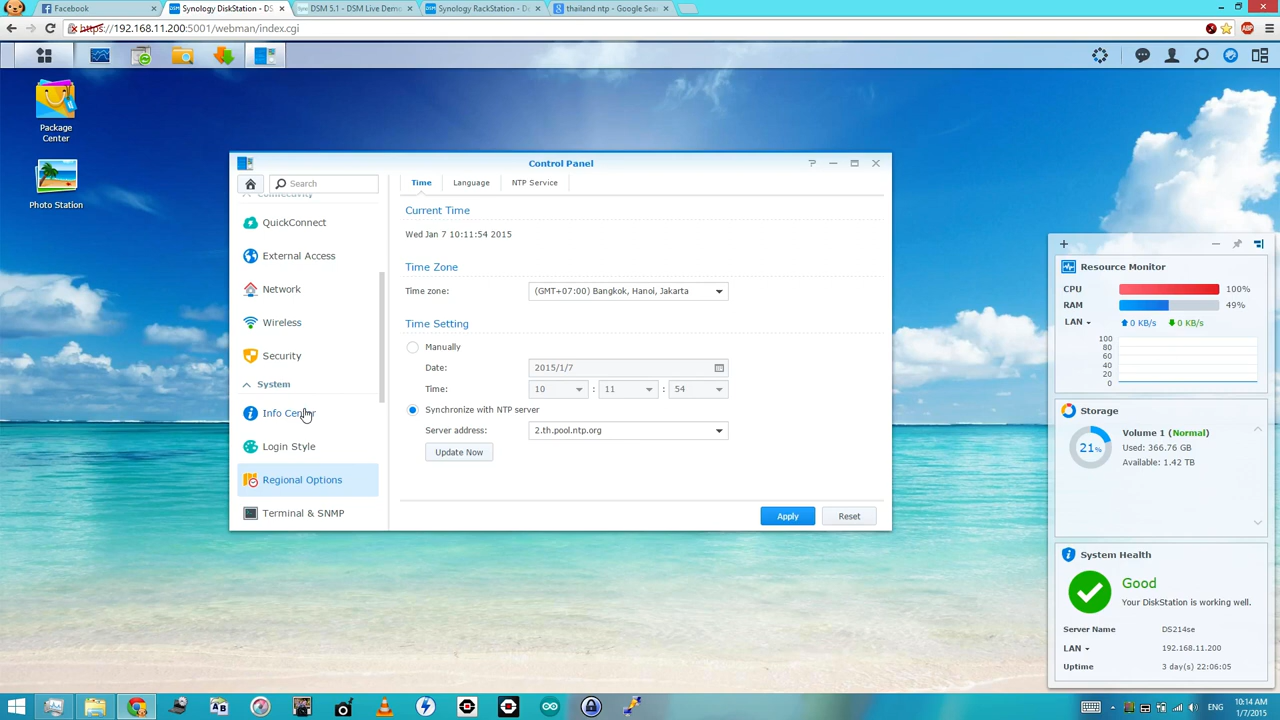 Facebook
Synology DiskStation - DS
DSM 5.1 - DSM Live Demo
Synology RackStation - DS
thailand ntp - Google Sea
https://192.168.11.200:5001/webman/index.cgi
ABP
Package
Center
Photo Station
Control Panel
Search
Connectivity
QuickConnect
External Access
Network
Wireless
Security
System
Info Center
Login Style
Regional Options
Terminal & SNMP
Time
Language
NTP Service
Current Time
Wed Jan 7 10:11:54 2015
Time Zone
Time zone:
(GMT+07:00) Bangkok, Hanoi, Jakarta
Time Setting
Manually
Date:
2015/1/7
Time:
10 : 11 : 54
Synchronize with NTP server
Server address:
2.th.pool.ntp.org
Update Now
Apply
Reset
Resource Monitor
CPU 100%
RAM 49%
LAN 0 KB/s 0 KB/s
100
80
60
40
20
0
Storage
21%
Volume 1 (Normal)
Used: 366.76 GB
Available: 1.42 TB
System Health
Good
Your DiskStation is working well.
Server Name DS214se
LAN 192.168.11.200
Uptime 3 day(s) 22:06:05
ENG
10:14 AM
1/7/2015